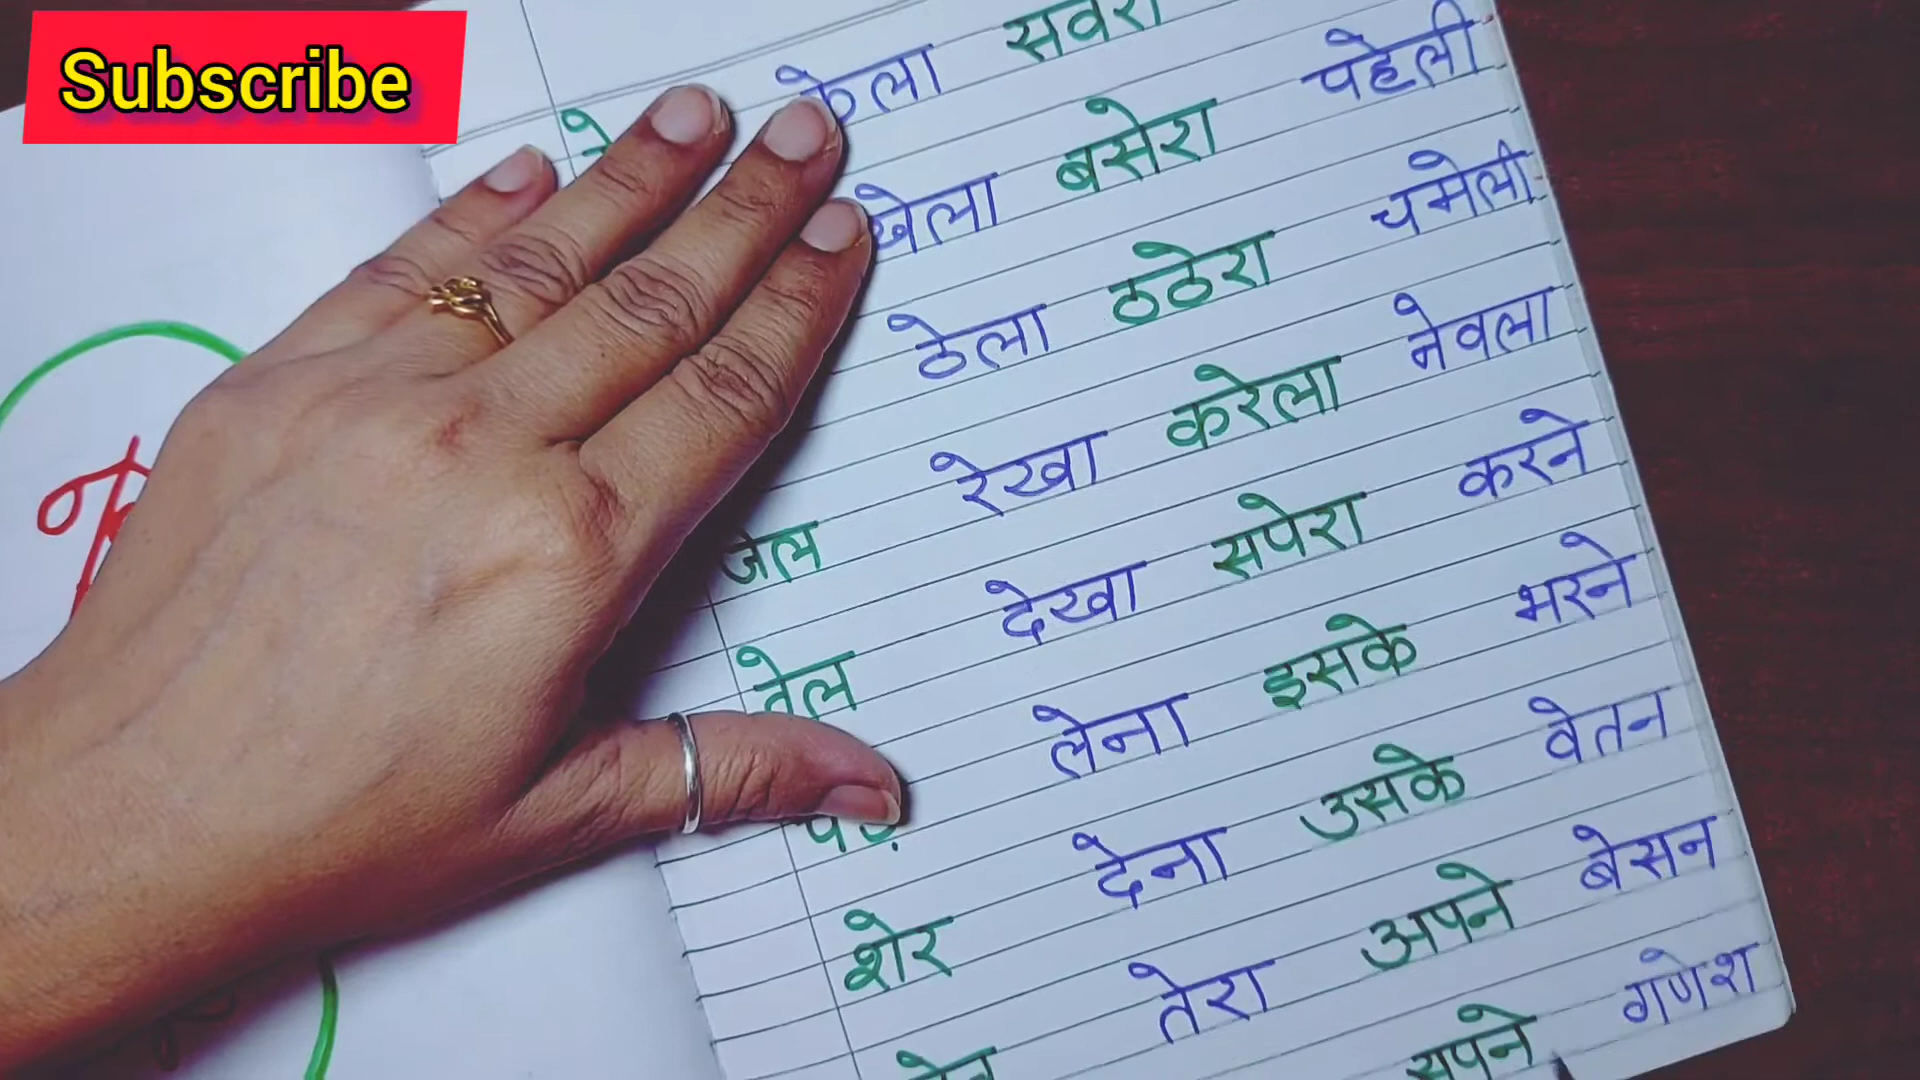 Subscribe
केला सवेरा
खेला बसेरा पहेली
ठेला ठठेरा चमेली
जेल रेखा करेला नेवला
तेल देखा सपेरा करने
लेना इसके भरने
शेर देना उसके वेतन
तेरा अपने बेसन
सपने गणेश